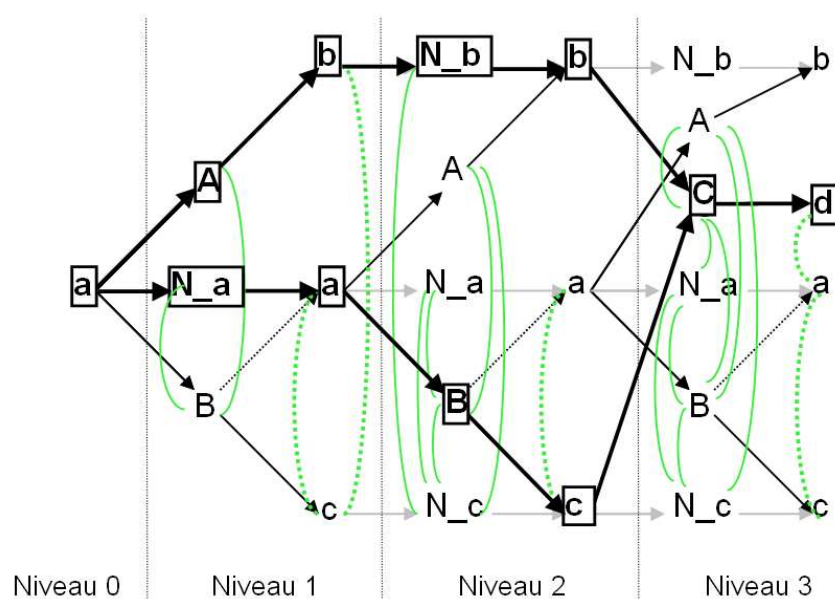 b N_b b N_b b
A A A
C d
a N_a a N_a a N_a a
B B B
c N_c c N_c c
Niveau 0 Niveau 1 Niveau 2 Niveau 3